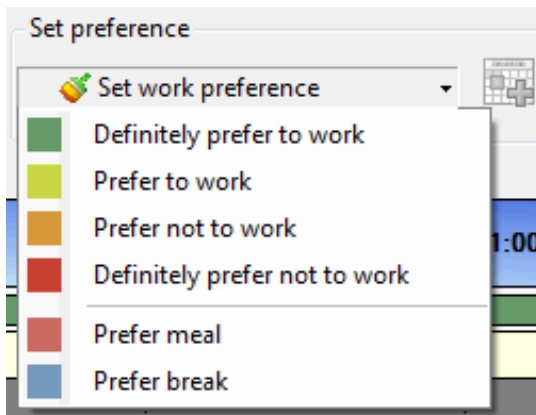 Set preference
Set work preference
Definitely prefer to work
Prefer to work
Prefer not to work
Definitely prefer not to work
Prefer meal
Prefer break